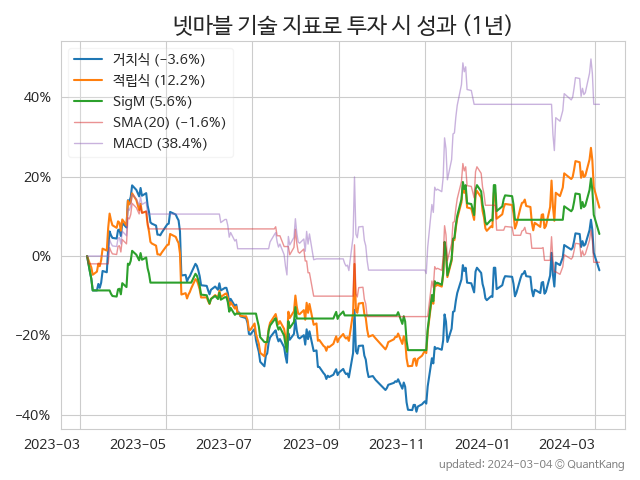 넷마블 기술 지표로 투자 시 성과 (1년)
거치식 (−3.6%)
적립식 (12.2%)
SigM (5.6%)
SMA(20) (−1.6%)
MACD (38.4%)
40%
20%
0%
−20%
−40%
2023-03 2023-05 2023-07 2023-09 2023-11 2024-01 2024-03
updated: 2024-03-04 ⓒ QuantKang